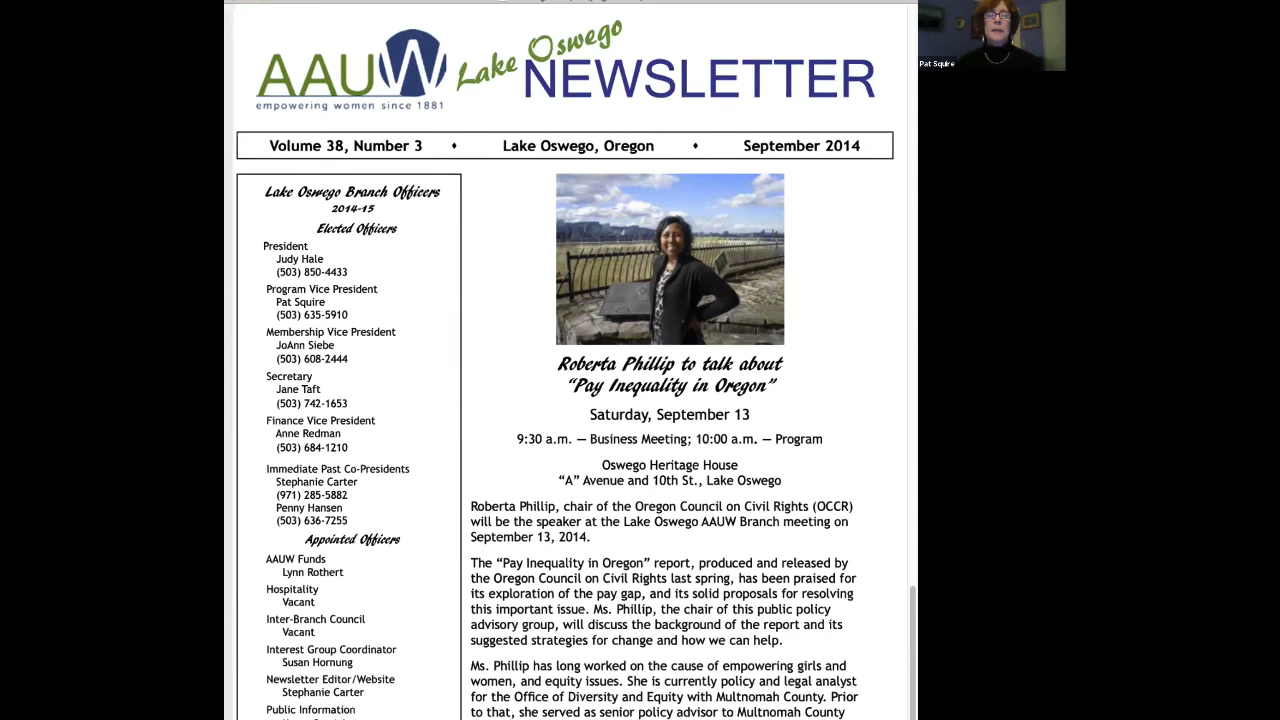 AAUW
empowering women since 1881
Lake Oswego
NEWSLETTER
Pat Squire
Volume 38, Number 3 ♦ Lake Oswego, Oregon ♦ September 2014
Lake Oswego Branch Officers
2014-15
Elected Officers
President
Judy Hale
(503) 850-4433
Program Vice President
Pat Squire
(503) 635-5910
Membership Vice President
JoAnn Siebe
(503) 608-2444
Secretary
Jane Taft
(503) 742-1653
Finance Vice President
Anne Redman
(503) 684-1210
Immediate Past Co-Presidents
Stephanie Carter
(971) 285-5882
Penny Hansen
(503) 636-7255
Appointed Officers
AAUW Funds
Lynn Rothert
Hospitality
Vacant
Inter-Branch Council
Vacant
Interest Group Coordinator
Susan Hornung
Newsletter Editor/Website
Stephanie Carter
Public Information
Roberta Phillip to talk about
“Pay Inequality in Oregon”
Saturday, September 13
9:30 a.m. — Business Meeting; 10:00 a.m. — Program
Oswego Heritage House
“A” Avenue and 10th St., Lake Oswego
Roberta Phillip, chair of the Oregon Council on Civil Rights (OCCR)
will be the speaker at the Lake Oswego AAUW Branch meeting on
September 13, 2014.
The “Pay Inequality in Oregon” report, produced and released by
the Oregon Council on Civil Rights last spring, has been praised for
its exploration of the pay gap, and its solid proposals for resolving
this important issue. Ms. Phillip, the chair of this public policy
advisory group, will discuss the background of the report and its
suggested strategies for change and how we can help.
Ms. Phillip has long worked on the cause of empowering girls and
women, and equity issues. She is currently policy and legal analyst
for the Office of Diversity and Equity with Multnomah County. Prior
to that, she served as senior policy advisor to Multnomah County